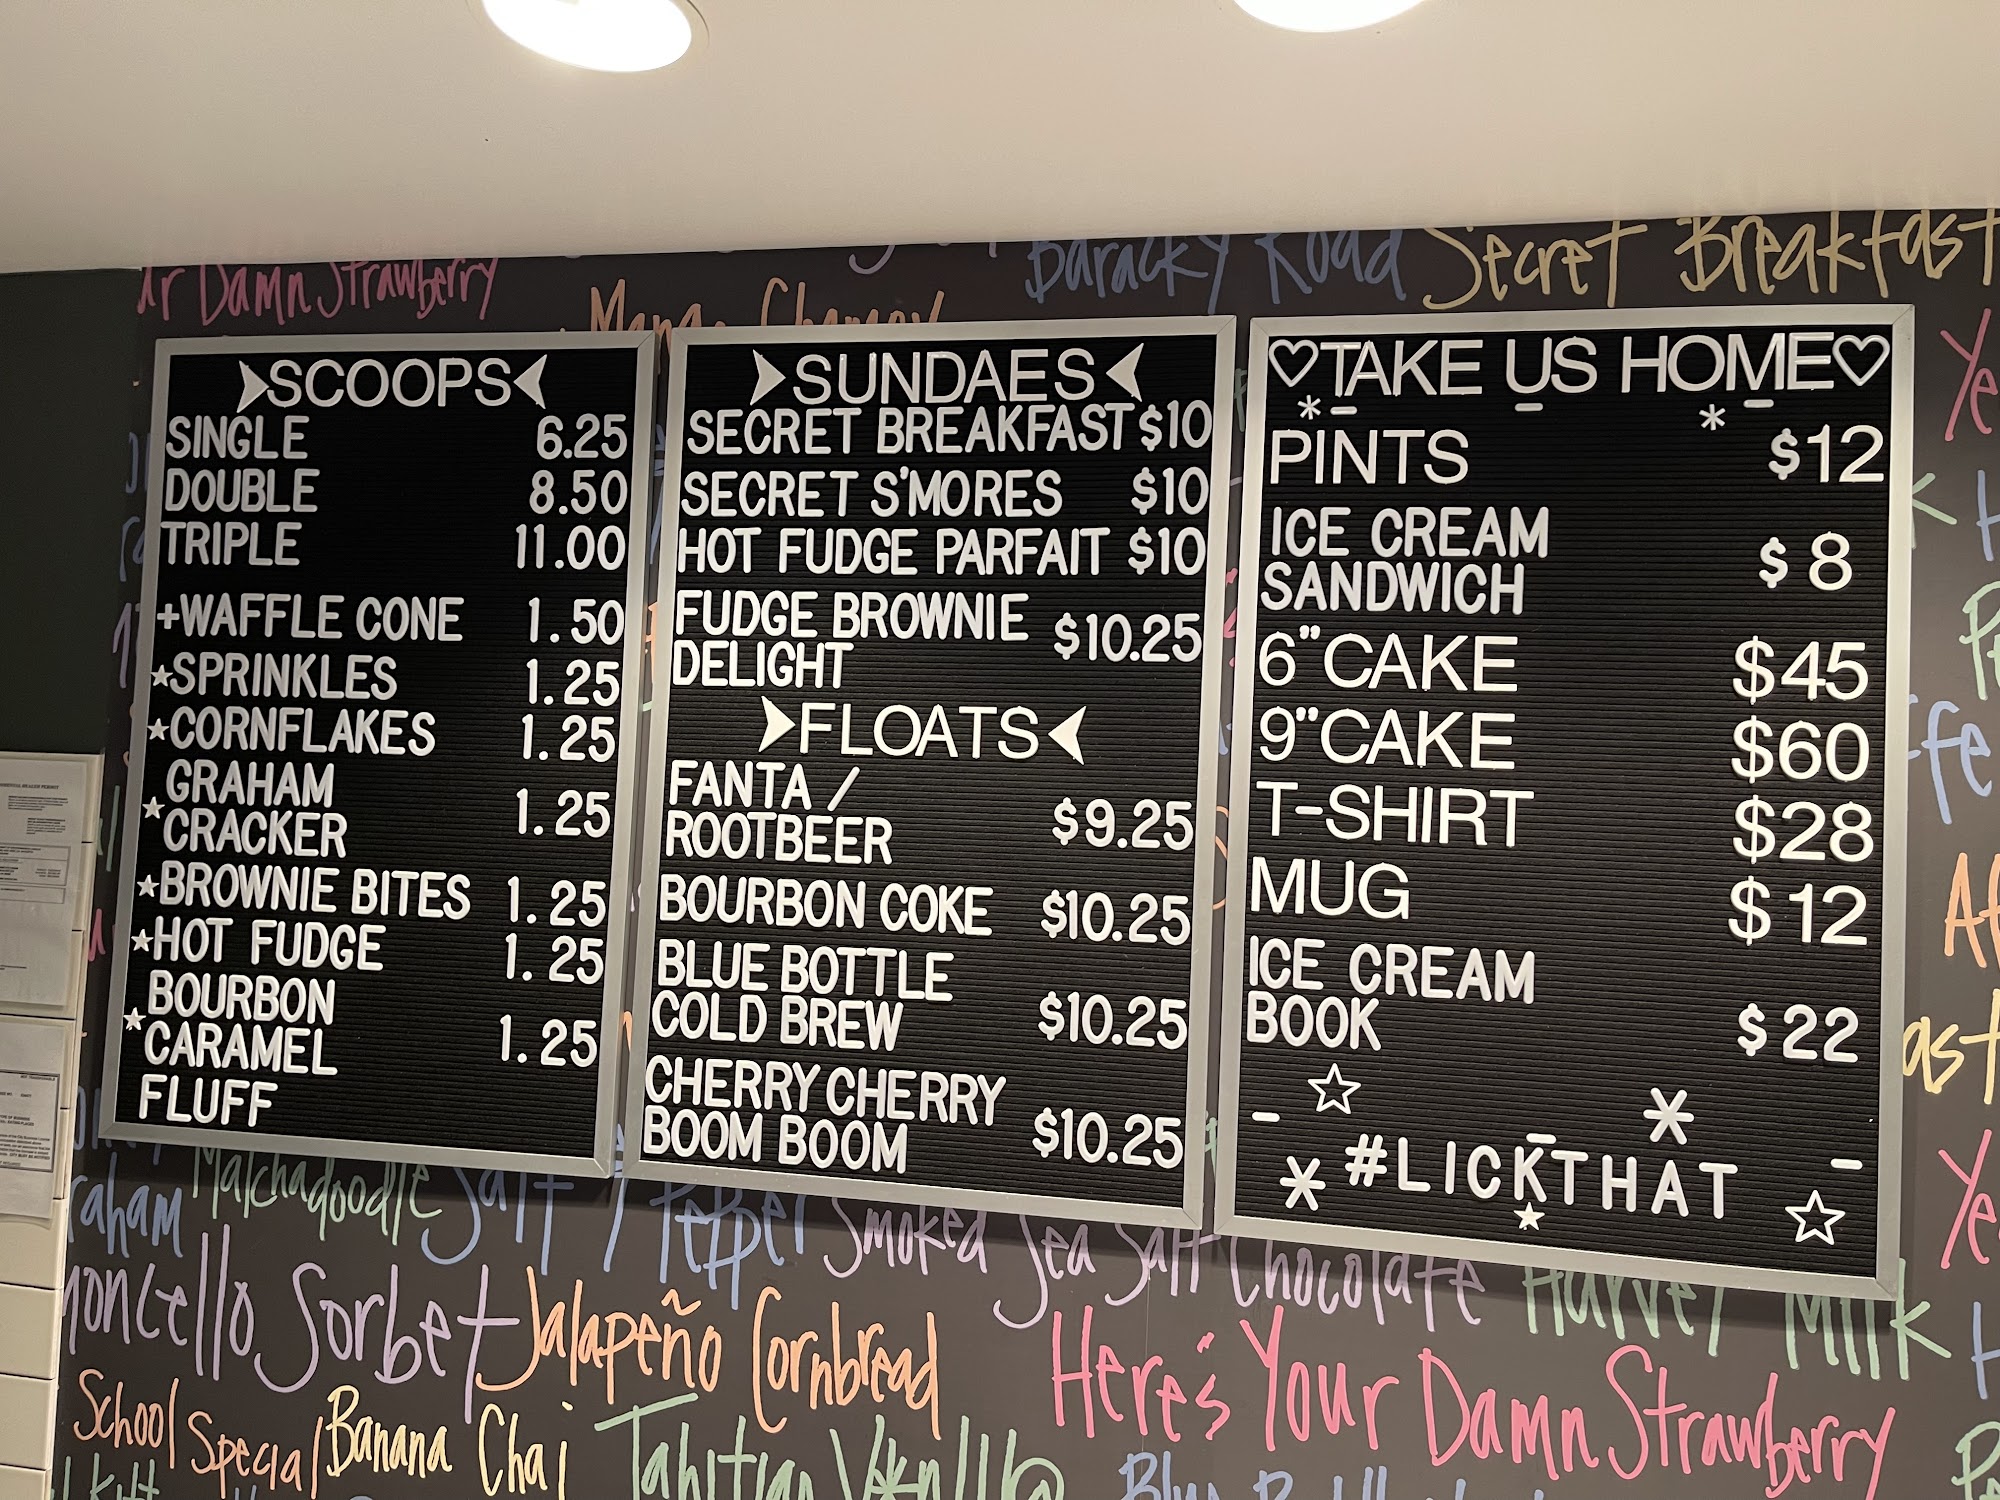 Damn Strawberry
Baracky Road
Secret Breakfast
SCOOPS
SINGLE 6.25
DOUBLE 8.50
TRIPLE 11.00
+WAFFLE CONE 1.50
★SPRINKLES 1.25
★CORNFLAKES 1.25
★GRAHAM
CRACKER 1.25
★BROWNIE BITES 1.25
★HOT FUDGE 1.25
★BOURBON
CARAMEL 1.25
FLUFF
SUNDAES
SECRET BREAKFAST $10
SECRET S'MORES $10
HOT FUDGE PARFAIT $10
FUDGE BROWNIE
DELIGHT $10.25
FLOATS
FANTA /
ROOTBEER $9.25
BOURBON COKE $10.25
BLUE BOTTLE
COLD BREW $10.25
CHERRY CHERRY
BOOM BOOM $10.25
♡TAKE US HOME♡
PINTS $12
ICE CREAM
SANDWICH $8
6"CAKE $45
9"CAKE $60
T-SHIRT $28
MUG $12
ICE CREAM
BOOK $22
#LICKTHAT
Matchadoodle
Salt & Pepper
Smoked Sea Salt Chocolate
Harvey Milk
Sorbet
Jalapeño Cornbread
Here's Your Damn Strawberry
School Special
Banana Chai
Tahitian Vanilla